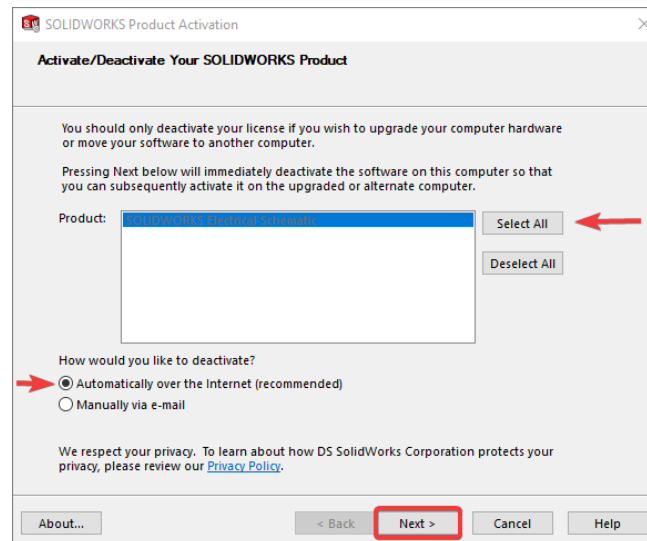 SOLIDWORKS Product Activation
Activate/Deactivate Your SOLIDWORKS Product
You should only deactivate your license if you wish to upgrade your computer hardware
or move your software to another computer.
Pressing Next below will immediately deactivate the software on this computer so that
you can subsequently activate it on the upgraded or alternate computer.
Product:
SOLIDWORKS Electrical Schematic
Select All
Deselect All
How would you like to deactivate?
Automatically over the Internet (recommended)
Manually via e-mail
We respect your privacy. To learn about how DS SolidWorks Corporation protects your
privacy, please review our Privacy Policy.
About... < Back Next > Cancel Help